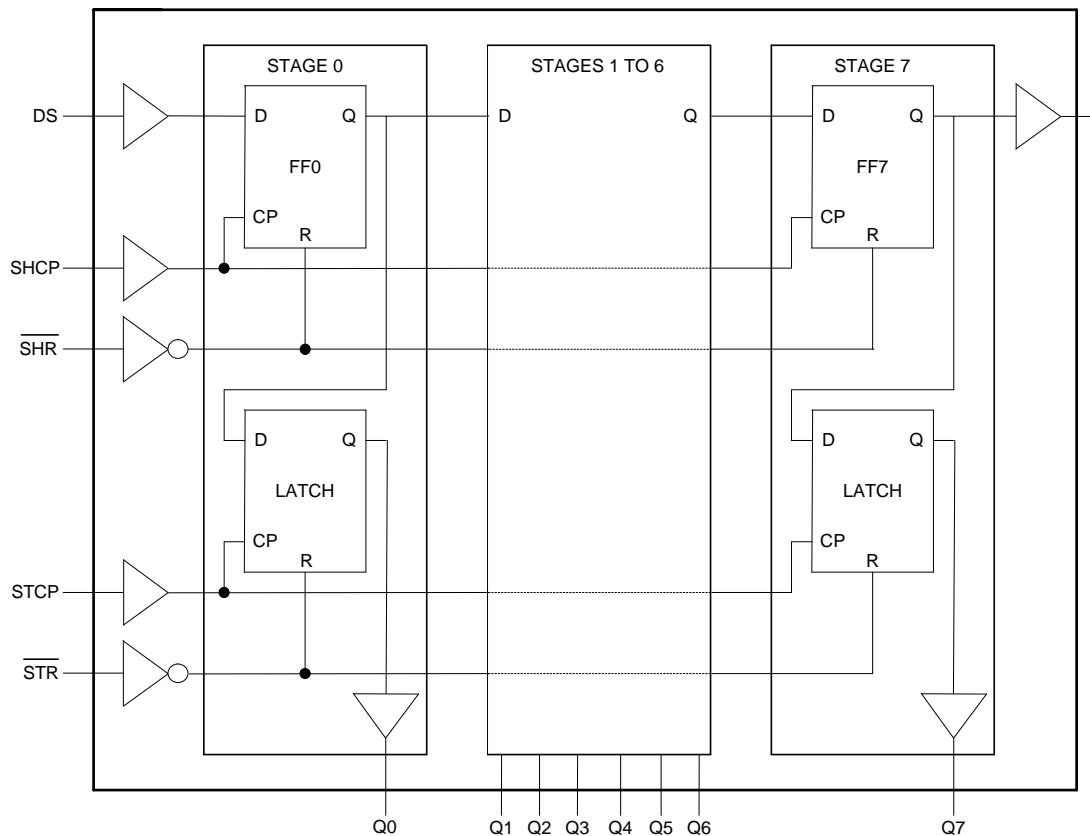 STAGE 0
STAGES 1 TO 6
STAGE 7
DS
D Q
FF0
CP
R
D Q
D Q
FF7
CP
R
SHCP
SHR
D Q
LATCH
CP
R
D Q
LATCH
CP
R
STCP
STR
Q0 Q1 Q2 Q3 Q4 Q5 Q6 Q7